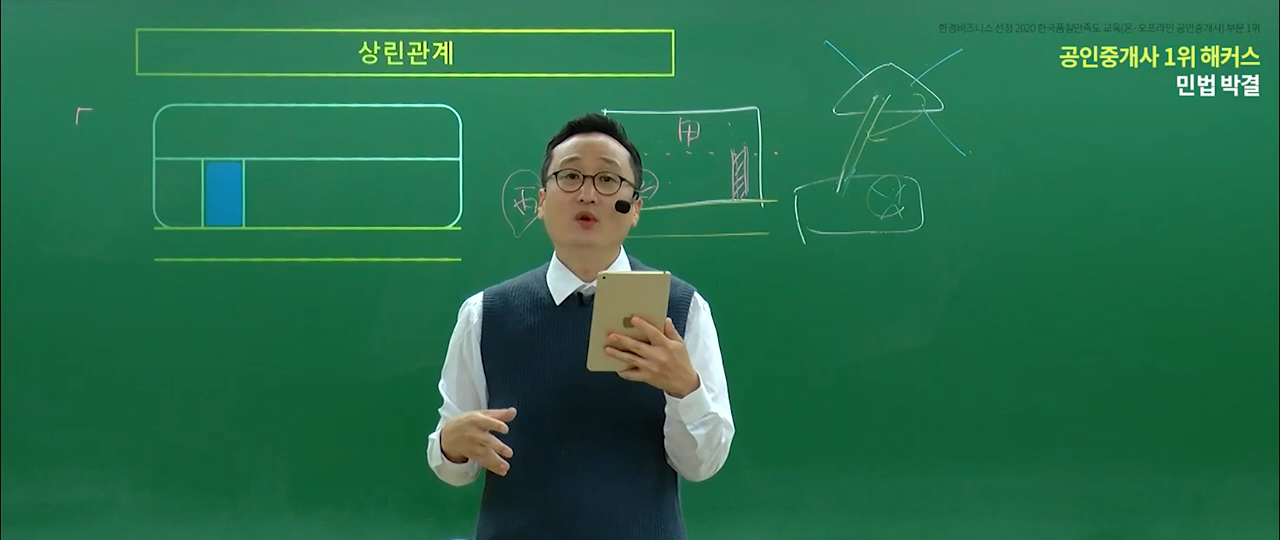 한경비즈니스 선정 2020 한국품질만족도 교육(온·오프라인 공인중개사) 부문 1위
공인중개사 1위 해커스
민법 박결
상린관계
甲
丙